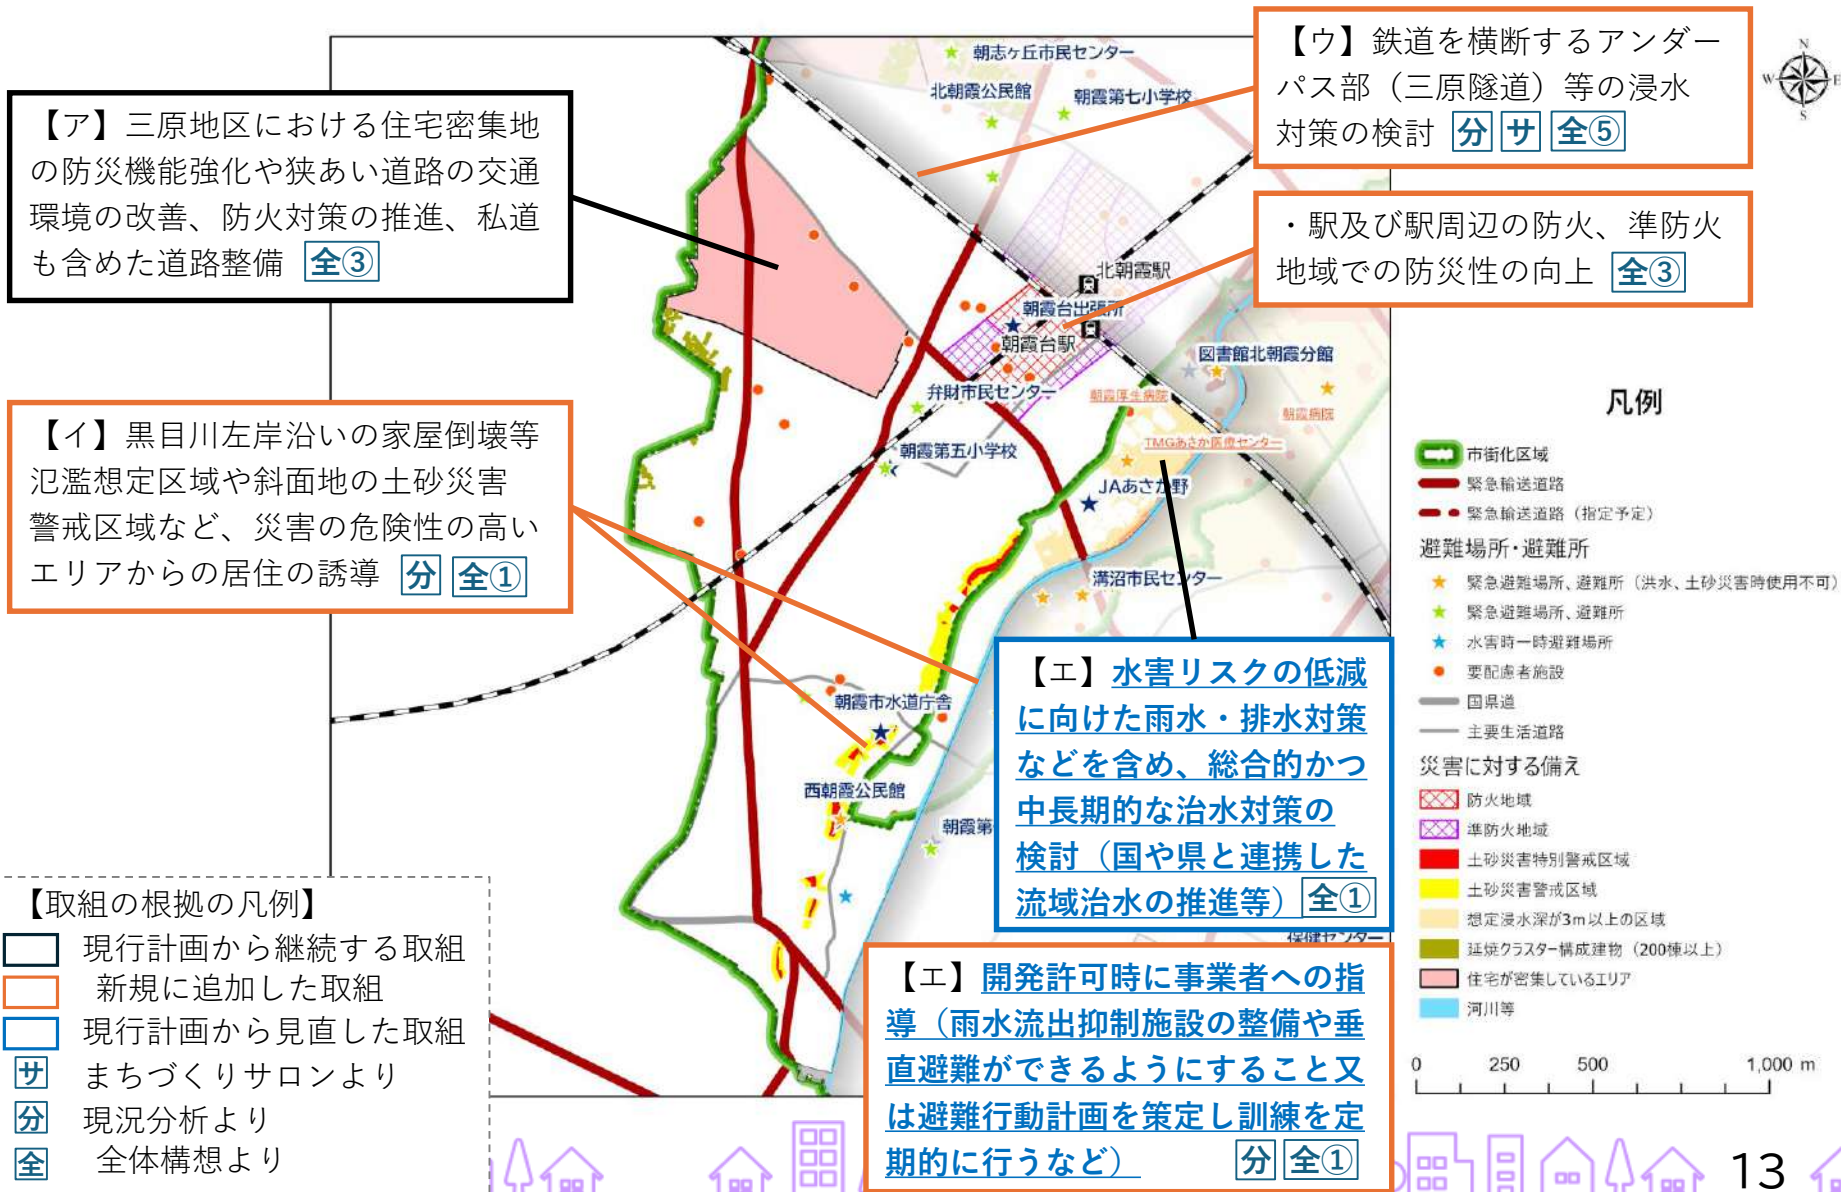 【ア】三原地区における住宅密集地
の防災機能強化や狭あい道路の交通
環境の改善、防火対策の推進、私道
も含めた道路整備 全③
【イ】黒目川左岸沿いの家屋倒壊等
氾濫想定区域や斜面地の土砂災害
警戒区域など、災害の危険性の高い
エリアからの居住の誘導 分 全①
【ウ】鉄道を横断するアンダー
パス部（三原隧道）等の浸水
対策の検討 分 サ 全⑤
・駅及び駅周辺の防火、準防火
地域での防災性の向上 全③
N
W
E
S
朝志ケ丘市民センター
北朝霞公民館
朝霞第七小学校
北朝霞駅
朝霞台出張所
朝霞台駅
図書館北朝霞分館
弁財市民センター
朝霞厚生病院
朝霞病院
TMGあさか医療センター
朝霞第五小学校
JAあさか野
溝沼市民センター
朝霞市水道庁舎
西朝霞公民館
朝霞第
保健センター
【エ】水害リスクの低減
に向けた雨水・排水対策
などを含め、総合的かつ
中長期的な治水対策の
検討（国や県と連携した
流域治水の推進等） 全①
【エ】開発許可時に事業者への指
導（雨水流出抑制施設の整備や垂
直避難ができるようにすること又
は避難行動計画を策定し訓練を定
期的に行うなど） 分 全①
凡例
市街化区域
緊急輸送道路
緊急輸送道路（指定予定）
避難場所・避難所
緊急避難場所、避難所（洪水、土砂災害時使用不可）
緊急避難場所、避難所
水害時一時避難場所
要配慮者施設
国県道
主要生活道路
災害に対する備え
防火地域
準防火地域
土砂災害特別警戒区域
土砂災害警戒区域
想定浸水深が3m以上の区域
延焼クラスター構成建物（200棟以上）
住宅が密集しているエリア
河川等
0 250 500 1,000 m
【取組の根拠の凡例】
現行計画から継続する取組
新規に追加した取組
現行計画から見直した取組
サ まちづくりサロンより
分 現況分析より
全 全体構想より
13